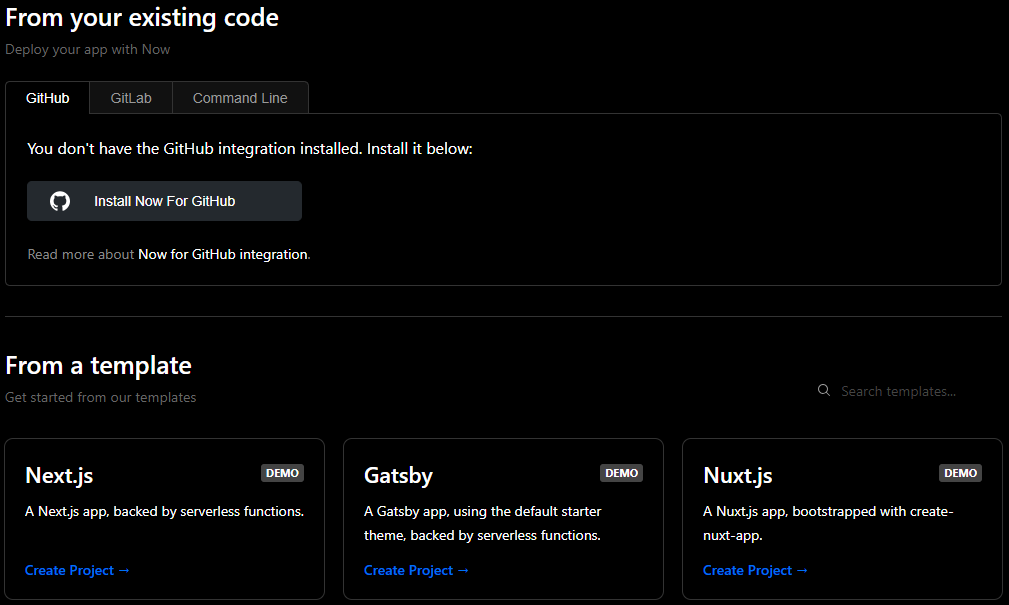 From your existing code
Deploy your app with Now
GitHub GitLab Command Line
You don't have the GitHub integration installed. Install it below:
Install Now For GitHub
Read more about Now for GitHub integration.
From a template
Get started from our templates
Search templates...
Next.js DEMO
A Next.js app, backed by serverless functions.
Create Project →
Gatsby DEMO
A Gatsby app, using the default starter
theme, backed by serverless functions.
Create Project →
Nuxt.js DEMO
A Nuxt.js app, bootstrapped with create-
nuxt-app.
Create Project →